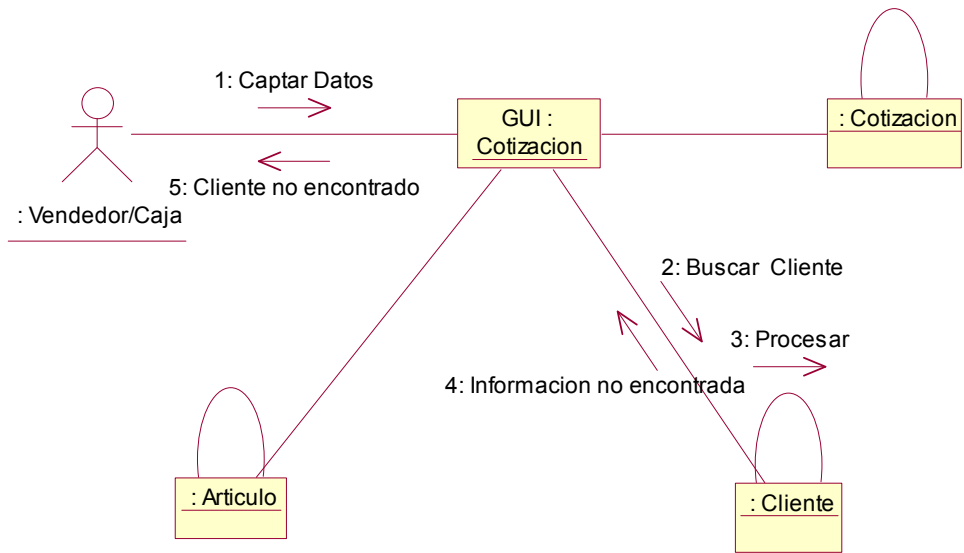 1: Captar Datos
GUI :
Cotizacion
: Cotizacion
5: Cliente no encontrado
: Vendedor/Caja
2: Buscar Cliente
3: Procesar
4: Informacion no encontrada
: Articulo
: Cliente